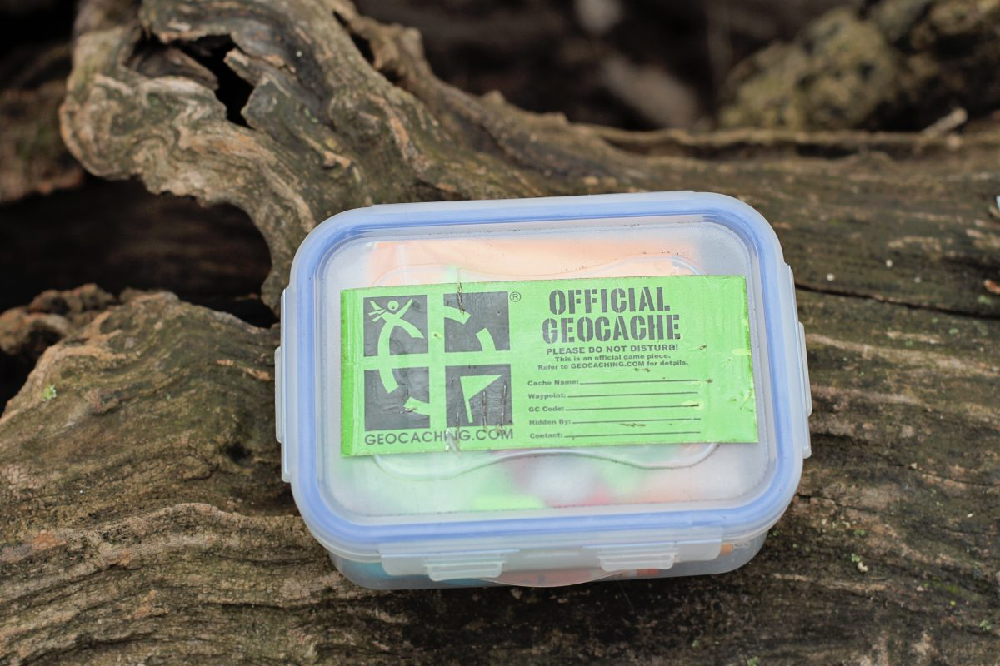 ®
OFFICIAL
GEOCACHE
PLEASE DO NOT DISTURB!
This is an official game piece.
Refer to GEOCACHING.COM for details.
Cache Name:
Waypoint:
GC Code:
Hidden By:
Contact:
GEOCACHING.COM